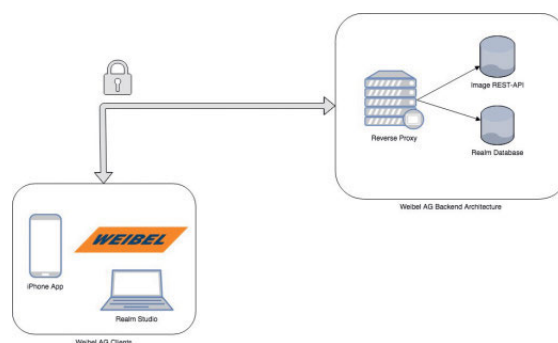 Image REST-API
Reverse Proxy
Realm Database
Weibel AG Backend Architecture
WEIBEL
iPhone App
Realm Studio
Weibel AG Clients